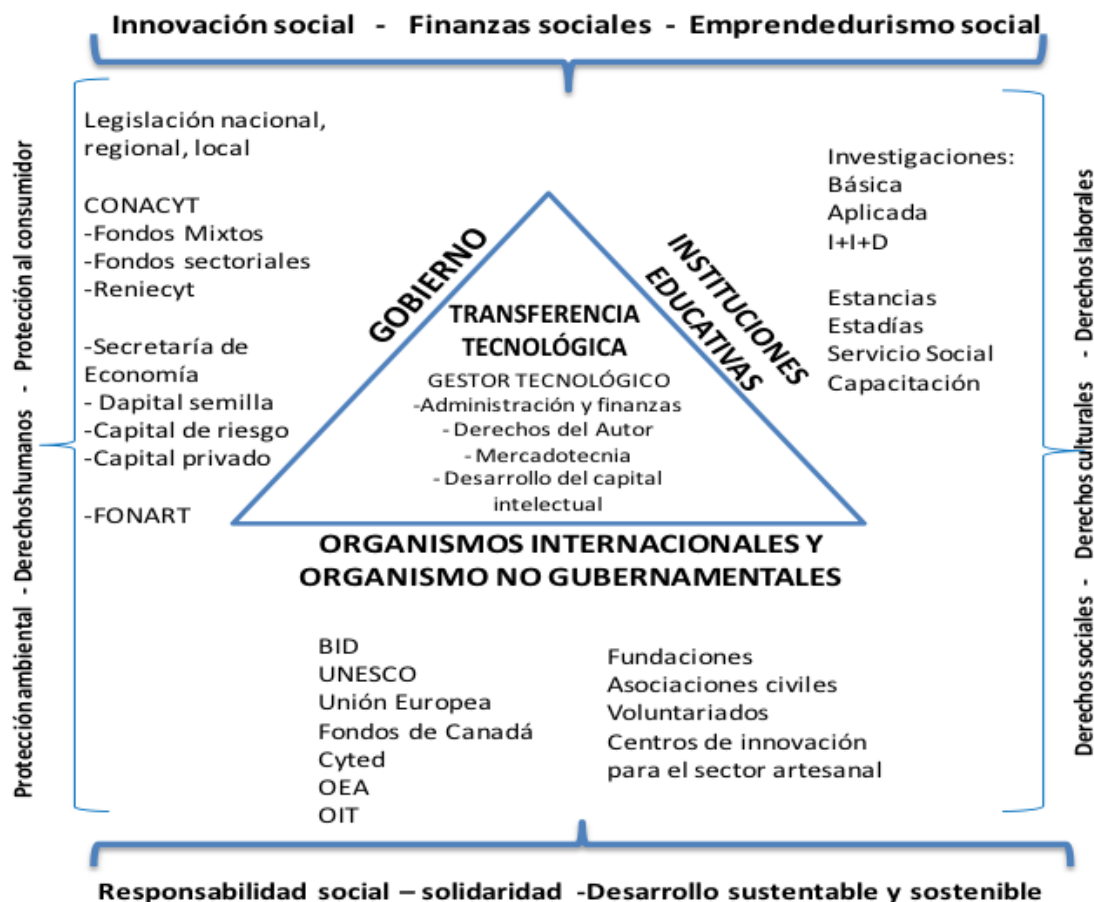 Innovación social - Finanzas sociales - Emprendedurismo social
Protecciónambiental - Derechoshumanos - Protección al consumidor
Legislación nacional,
regional, local
CONACYT
-Fondos Mixtos
-Fondos sectoriales
-Reniecyt
-Secretaría de
Economía
- Dapital semilla
-Capital de riesgo
-Capital privado
-FONART
GOBIERNO
TRANSFERENCIA
TECNOLÓGICA
GESTOR TECNOLÓGICO
-Administración y finanzas
- Derechos del Autor
- Mercadotecnia
- Desarrollo del capital
intelectual
INSTITUCIONES
EDUCATIVAS
Investigaciones:
Básica
Aplicada
I+I+D
Estancias
Estadías
Servicio Social
Capacitación
Derechos sociales - Derechos culturales - Derechos laborales
ORGANISMOS INTERNACIONALES Y
ORGANISMO NO GUBERNAMENTALES
BID
UNESCO
Unión Europea
Fondos de Canadá
Cyted
OEA
OIT
Fundaciones
Asociaciones civiles
Voluntariados
Centros de innovación
para el sector artesanal
Responsabilidad social – solidaridad -Desarrollo sustentable y sostenible